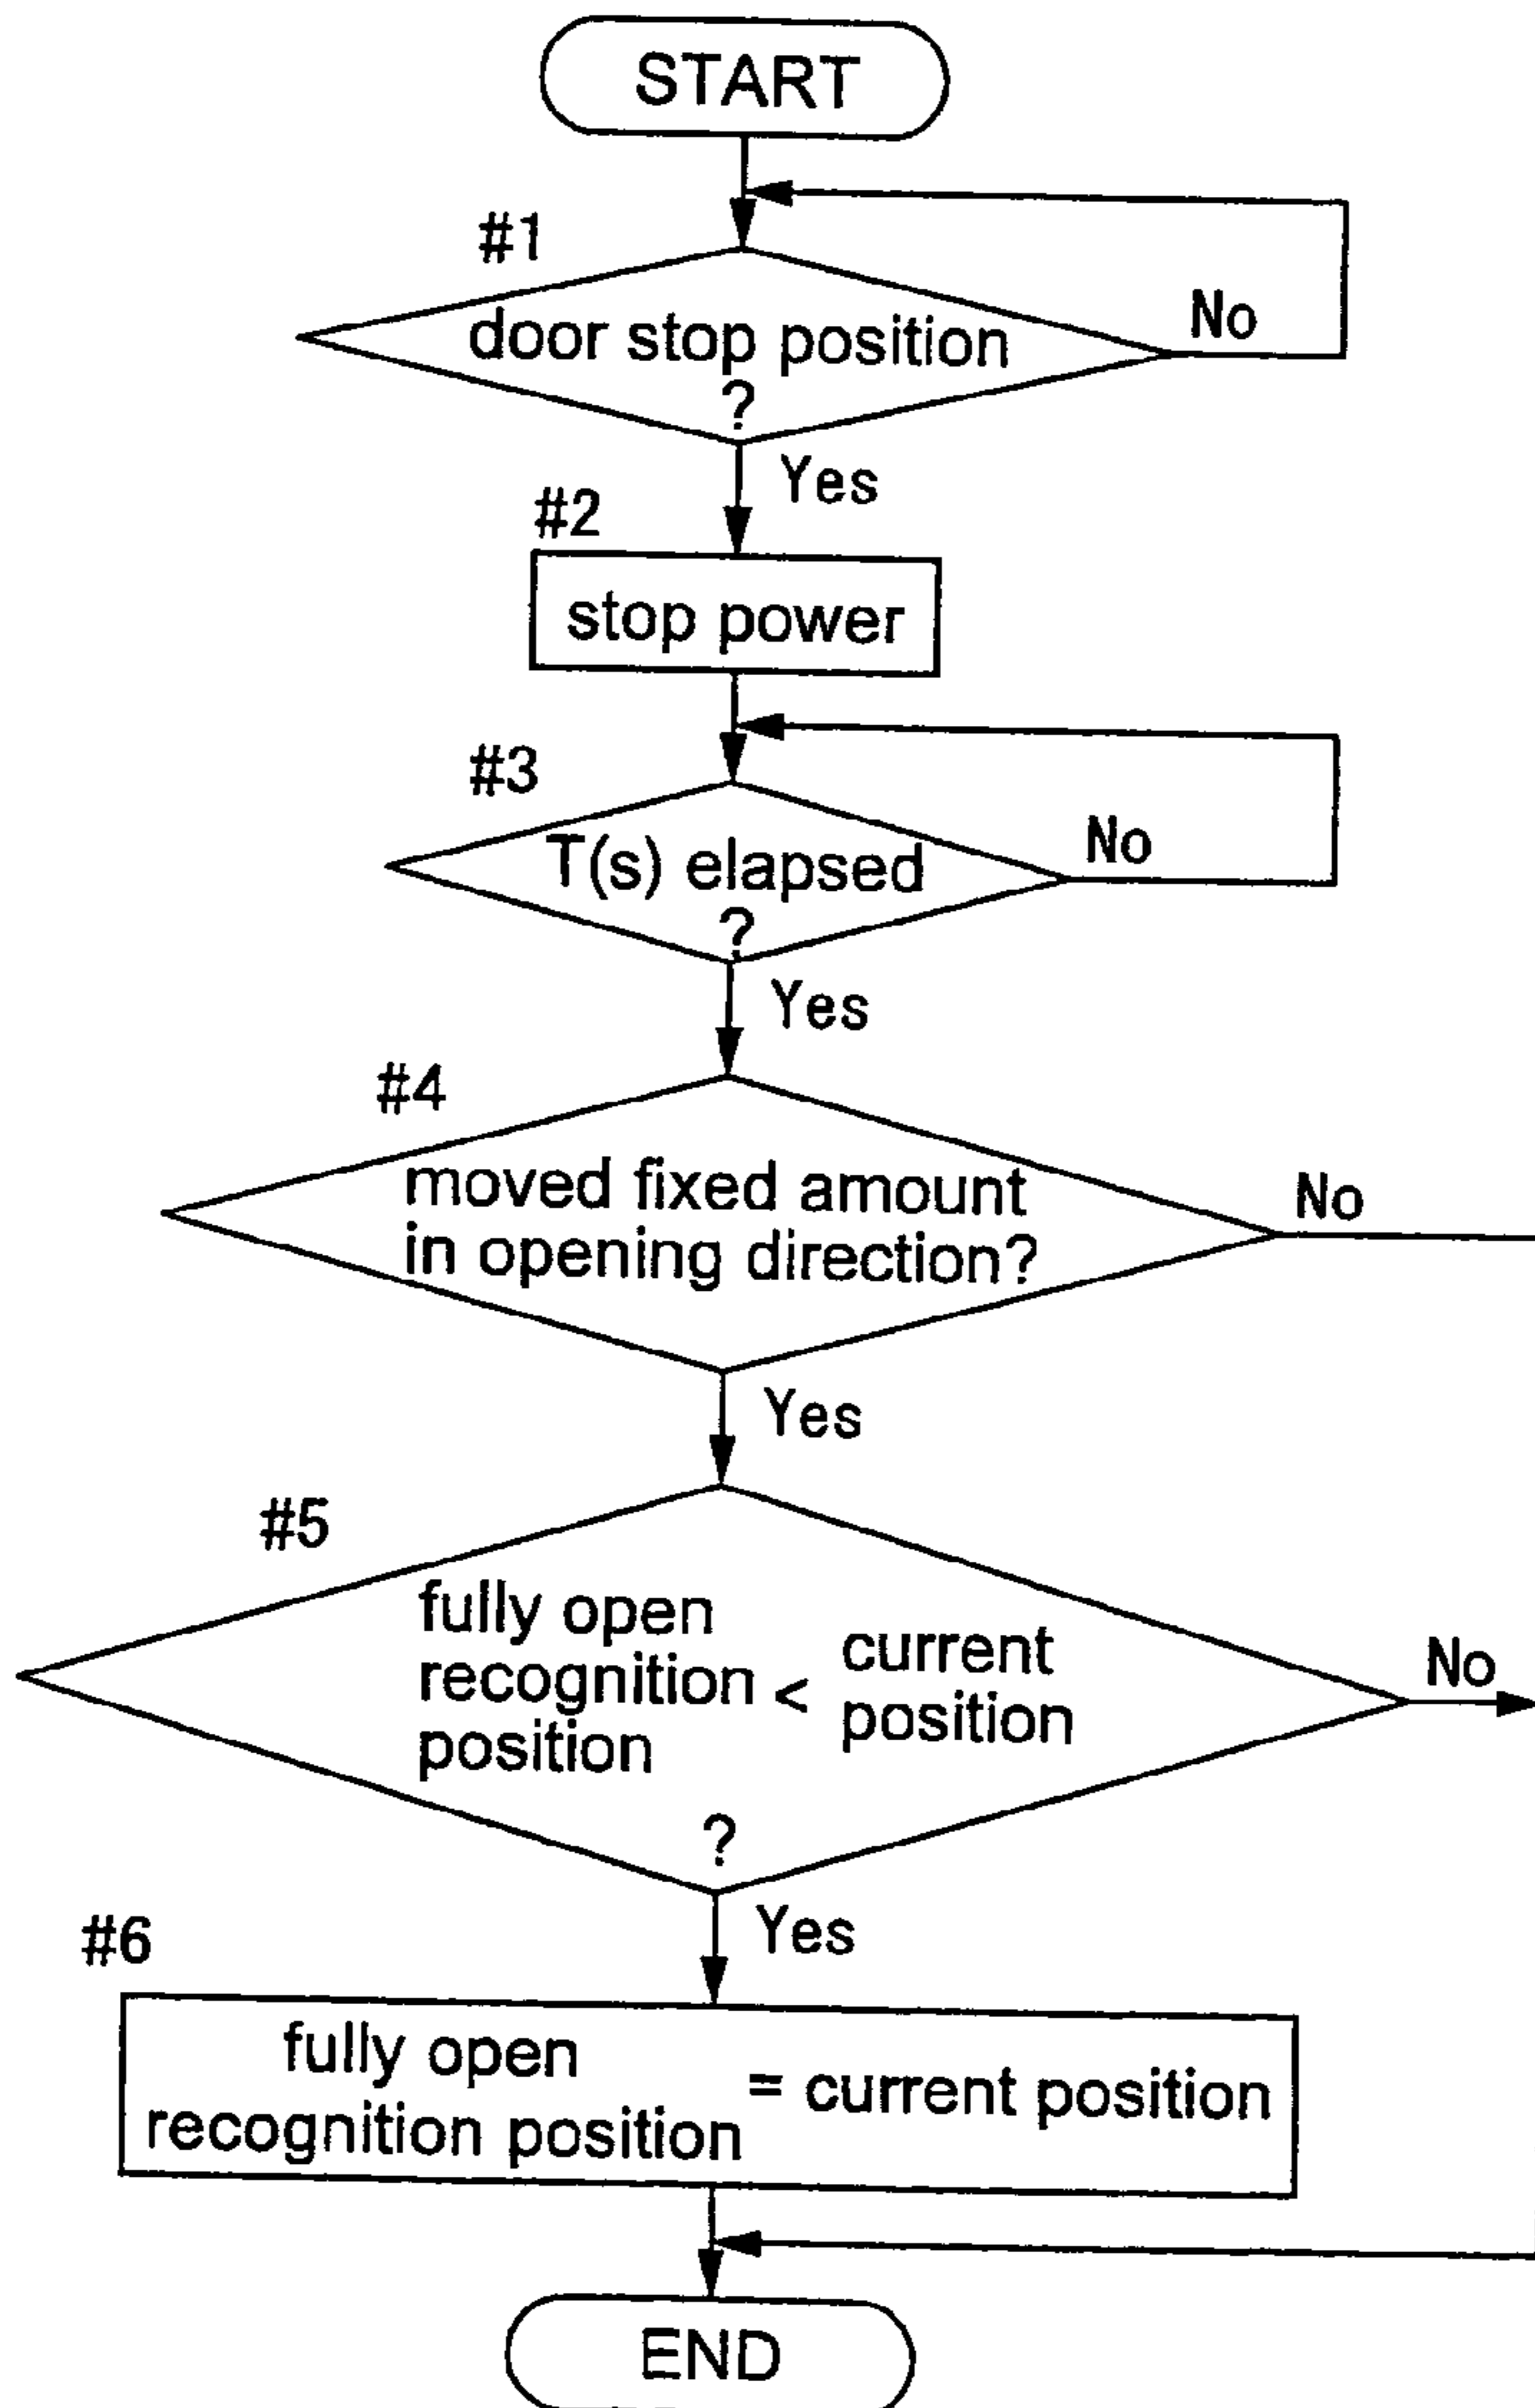 START
#1
door stop position
?
No
Yes
#2
stop power
#3
T(s) elapsed
?
No
Yes
#4
moved fixed amount
in opening direction?
No
Yes
#5
fully open
recognition
position
<
current
position
?
No
Yes
#6
fully open
recognition position
= current position
END